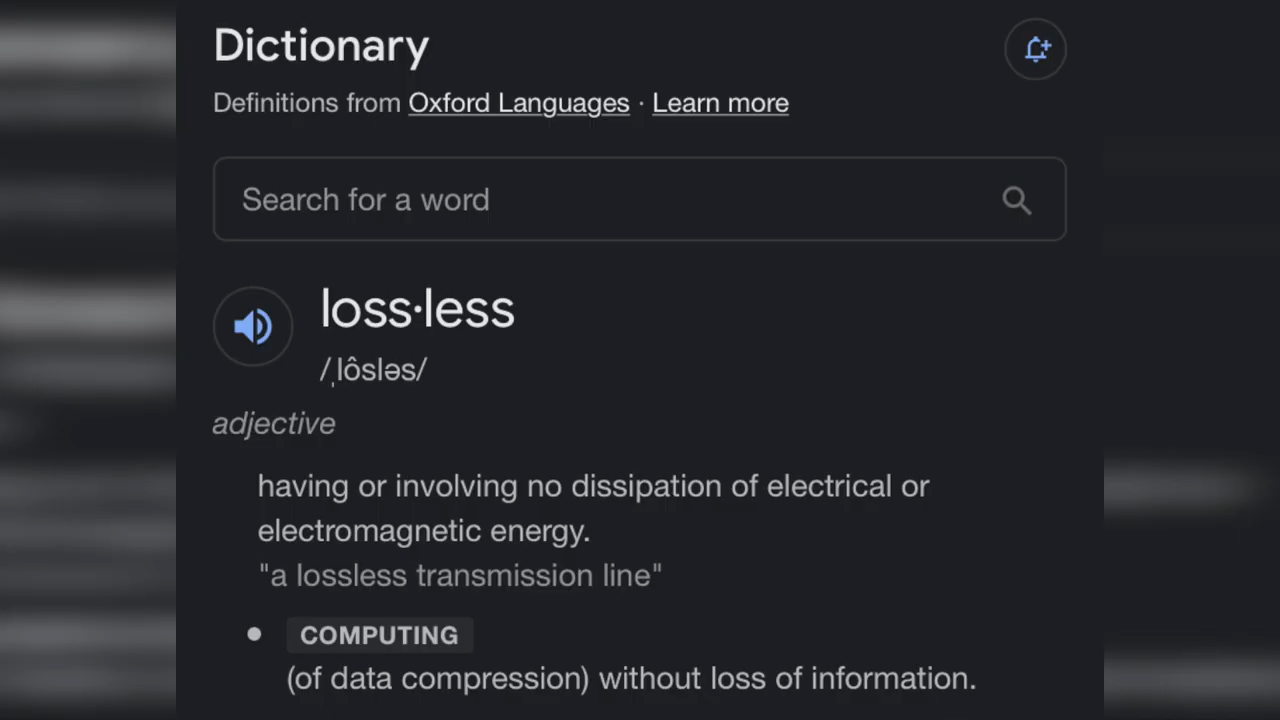 Dictionary
Definitions from Oxford Languages · Learn more
Search for a word
loss·less
/ˌlôsləs/
adjective
having or involving no dissipation of electrical or
electromagnetic energy.
"a lossless transmission line"
• COMPUTING
(of data compression) without loss of information.